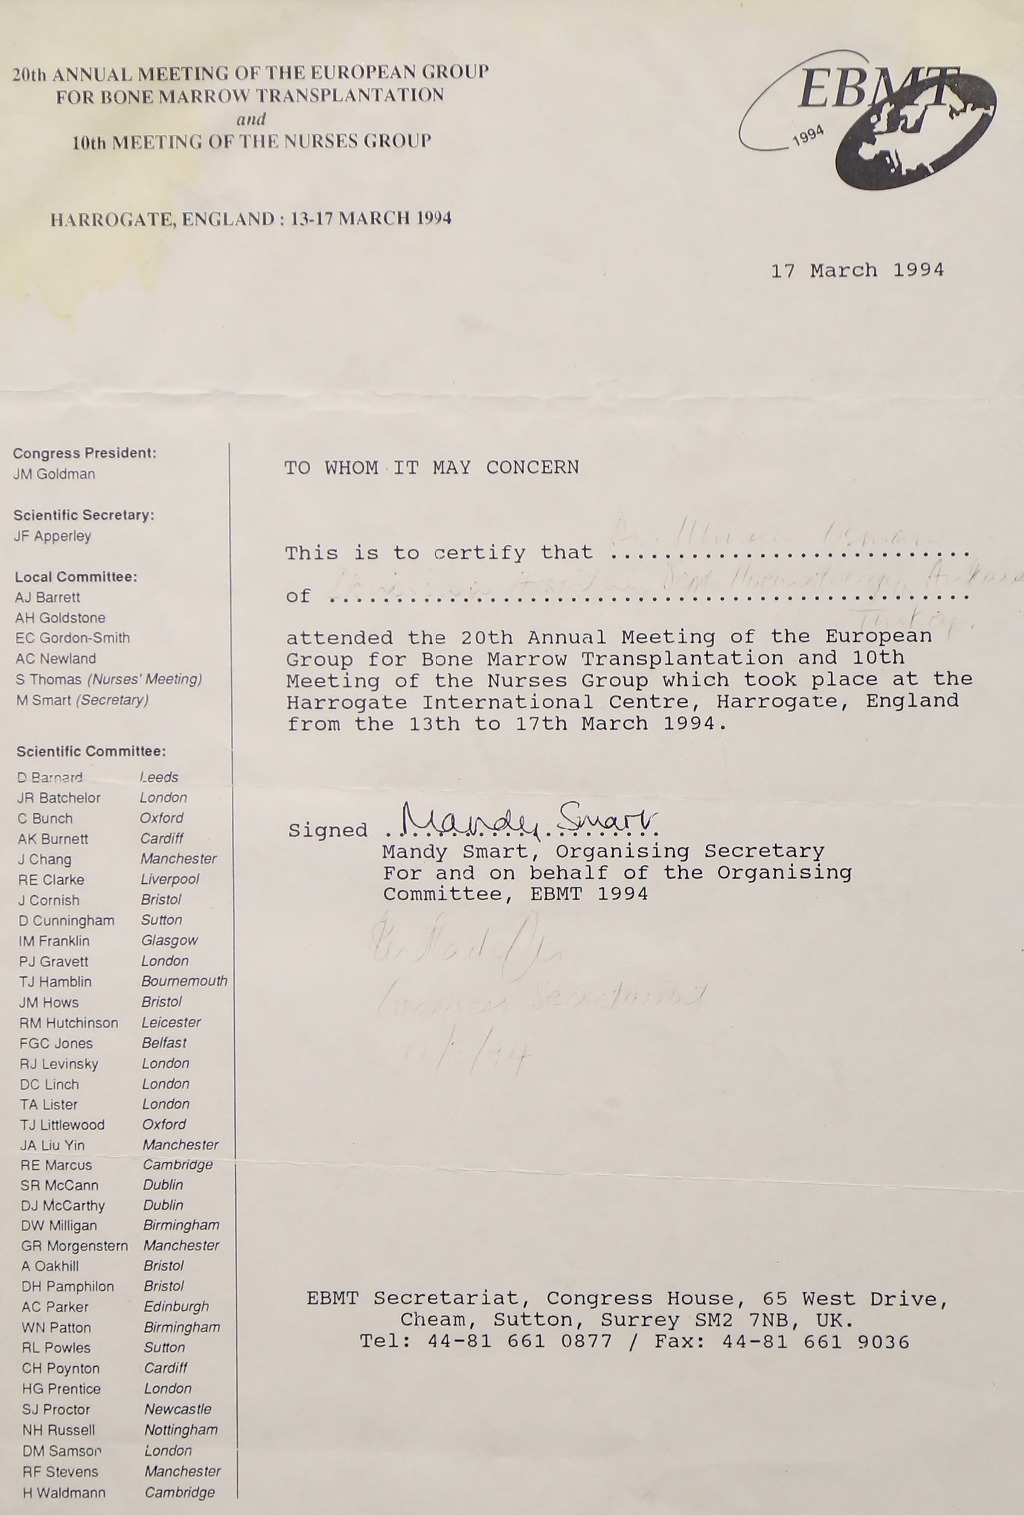 20th ANNUAL MEETING OF THE EUROPEAN GROUP
FOR BONE MARROW TRANSPLANTATION
and
10th MEETING OF THE NURSES GROUP
HARROGATE, ENGLAND : 13-17 MARCH 1994
EBMT
1994
17 March 1994
Congress President:
JM Goldman
Scientific Secretary:
JF Apperley
Local Committee:
AJ Barrett
AH Goldstone
EC Gordon-Smith
AC Newland
S Thomas (Nurses' Meeting)
M Smart (Secretary)
Scientific Committee:
D Barnard Leeds
JR Batchelor London
C Bunch Oxford
AK Burnett Cardiff
J Chang Manchester
RE Clarke Liverpool
J Cornish Bristol
D Cunningham Sutton
IM Franklin Glasgow
PJ Gravett London
TJ Hamblin Bournemouth
JM Hows Bristol
RM Hutchinson Leicester
FGC Jones Belfast
RJ Levinsky London
DC Linch London
TA Lister London
TJ Littlewood Oxford
JA Liu Yin Manchester
RE Marcus Cambridge
SR McCann Dublin
DJ McCarthy Dublin
DW Milligan Birmingham
GR Morgenstern Manchester
A Oakhill Bristol
DH Pamphilon Bristol
AC Parker Edinburgh
WN Patton Birmingham
RL Powles Sutton
CH Poynton Cardiff
HG Prentice London
SJ Proctor Newcastle
NH Russell Nottingham
DM Samson London
RF Stevens Manchester
H Waldmann Cambridge
TO WHOM IT MAY CONCERN
This is to certify that ...........................
of ................................................ Ankara
Turkey.
attended the 20th Annual Meeting of the European
Group for Bone Marrow Transplantation and 10th
Meeting of the Nurses Group which took place at the
Harrogate International Centre, Harrogate, England
from the 13th to 17th March 1994.
Signed Mandy Smart
Mandy Smart, Organising Secretary
For and on behalf of the Organising
Committee, EBMT 1994
Secretariat
EBMT Secretariat, Congress House, 65 West Drive,
Cheam, Sutton, Surrey SM2 7NB, UK.
Tel: 44-81 661 0877 / Fax: 44-81 661 9036